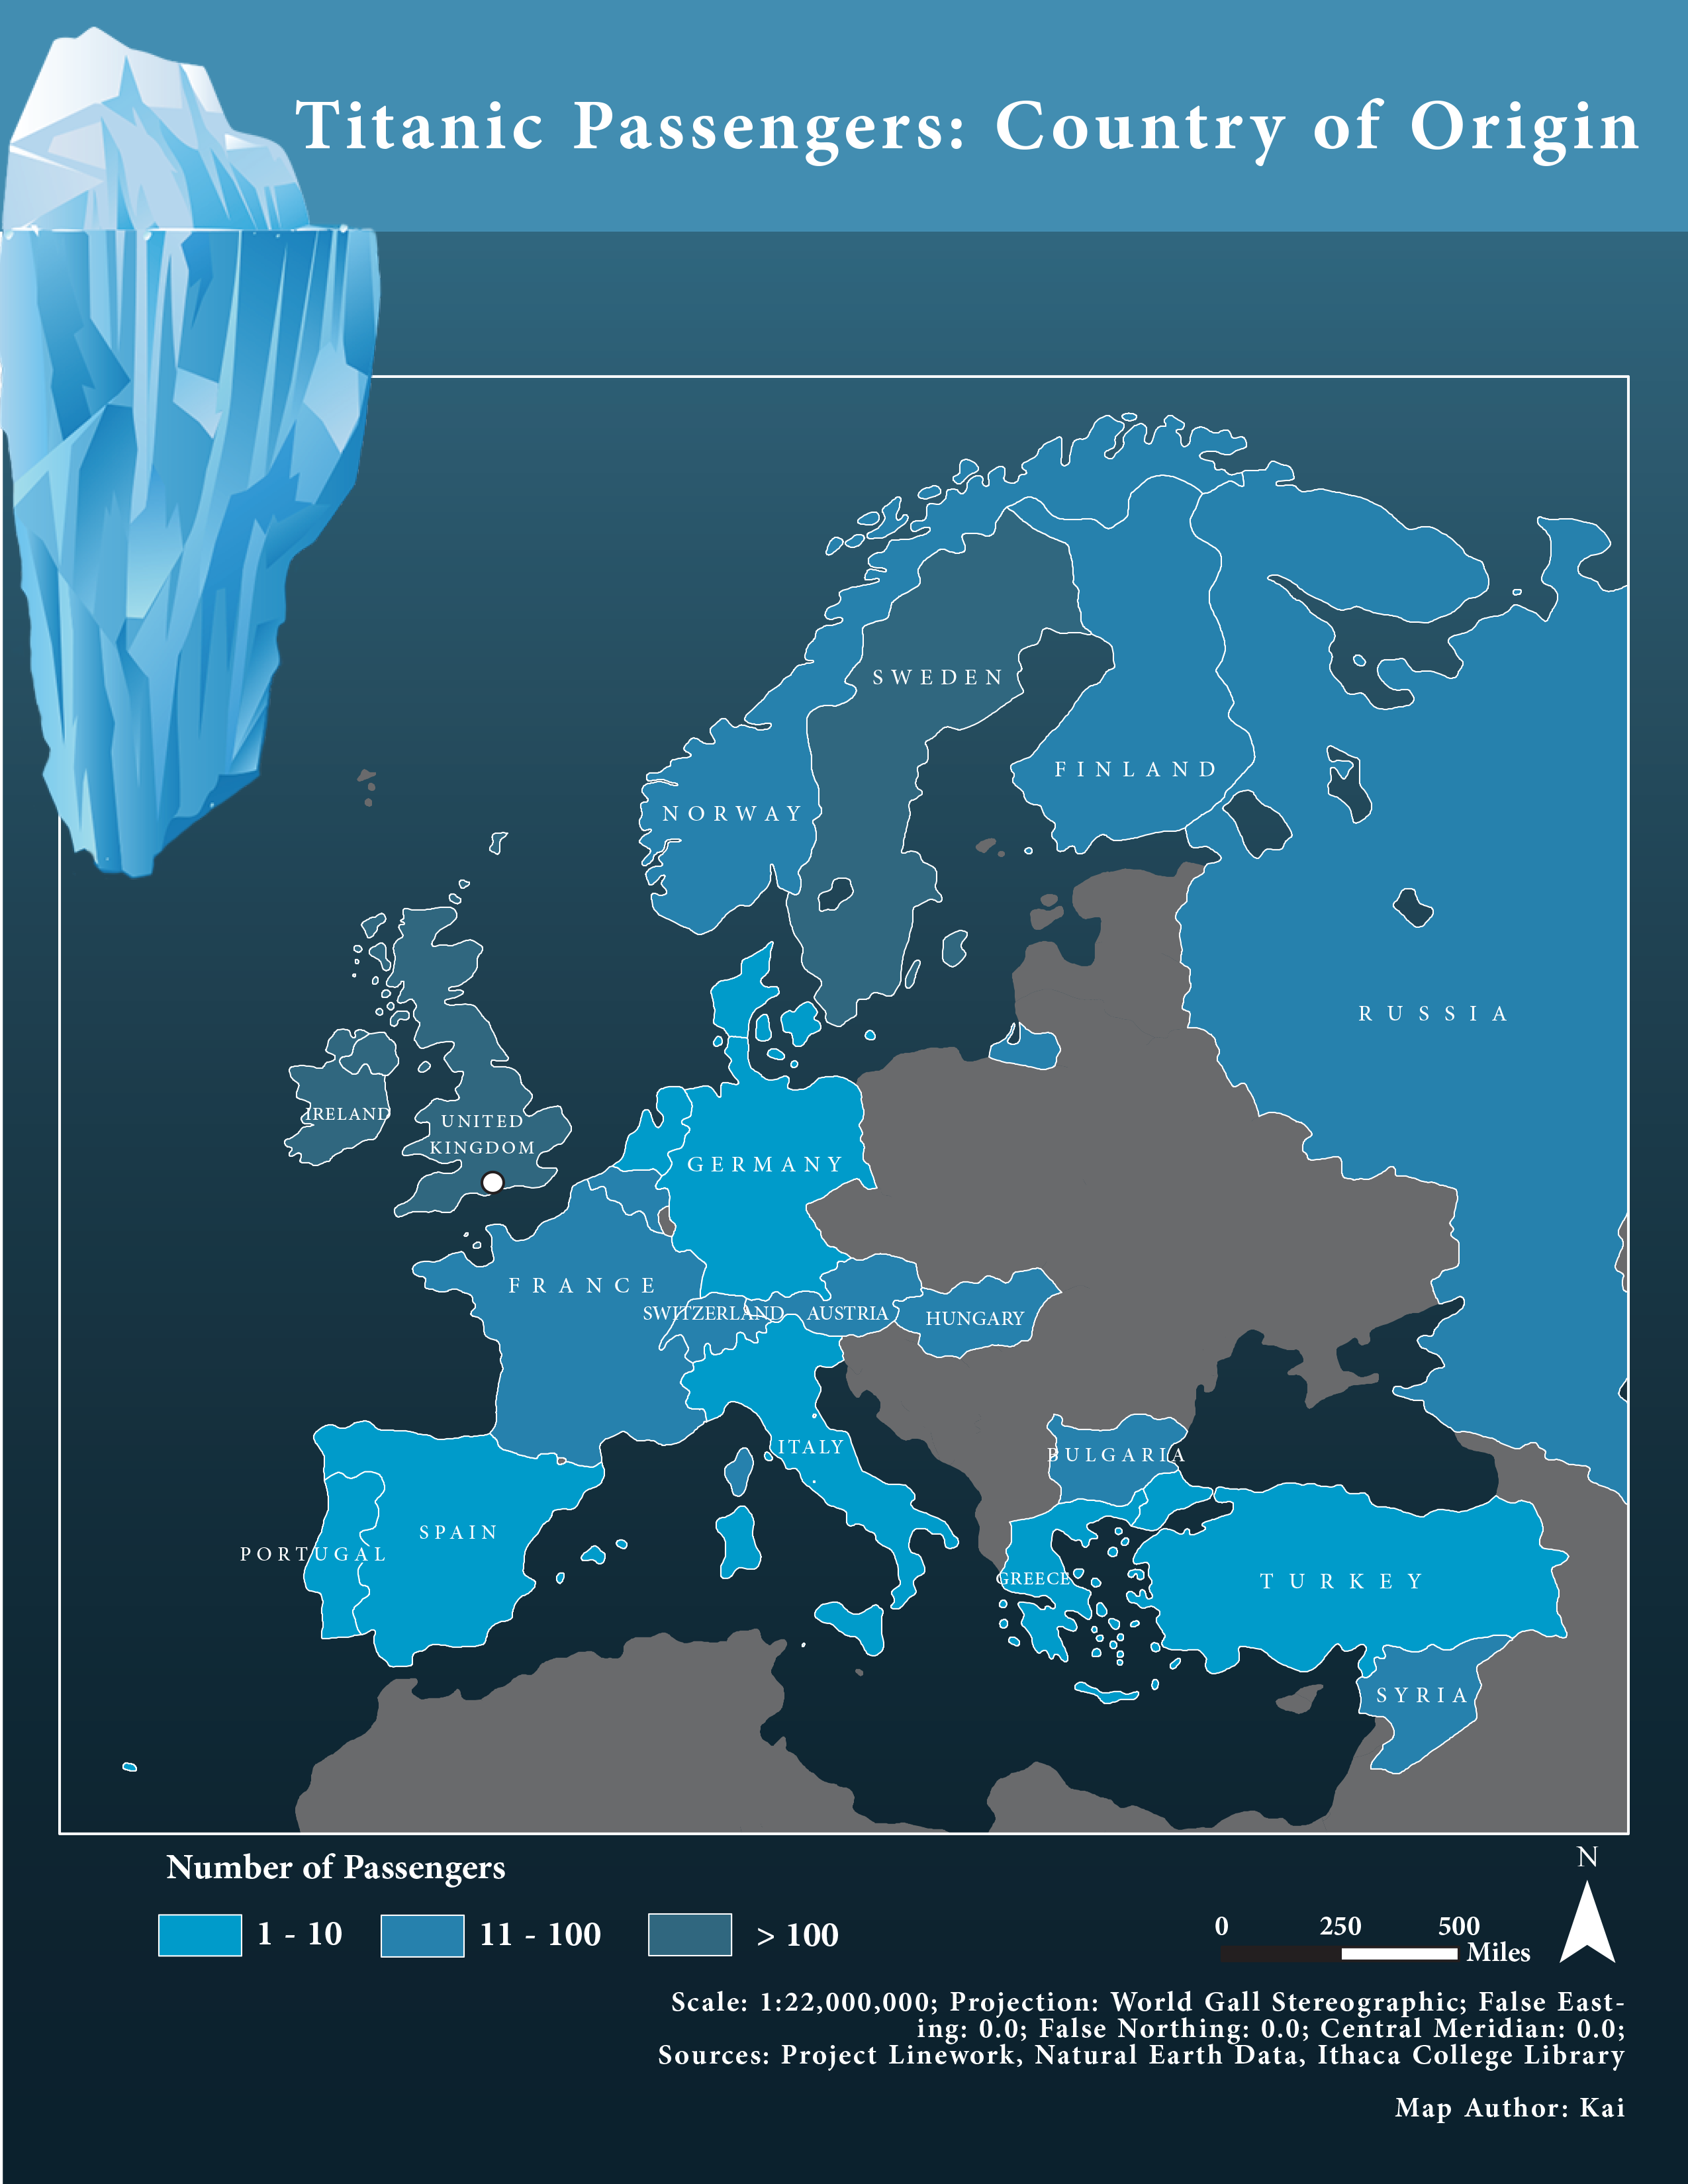 Titanic Passengers: Country of Origin
SWEDEN
FINLAND
NORWAY
RUSSIA
IRELAND
UNITED
KINGDOM
GERMANY
FRANCE
SWITZERLAND
AUSTRIA
HUNGARY
ITALY
BULGARIA
SPAIN
PORTUGAL
GREECE
TURKEY
SYRIA
Number of Passengers
1 - 10
11 - 100
> 100
N
0 250 500
Miles
Scale: 1:22,000,000; Projection: World Gall Stereographic; False East-
ing: 0.0; False Northing: 0.0; Central Meridian: 0.0;
Sources: Project Linework, Natural Earth Data, Ithaca College Library
Map Author: Kai